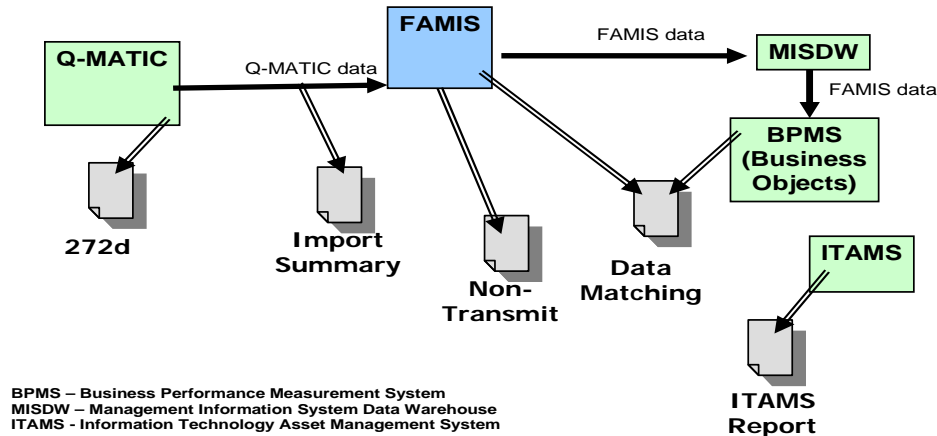 FAMIS
Q-MATIC
Q-MATIC data
FAMIS data
MISDW
FAMIS data
BPMS
(Business
Objects)
272d
Import
Summary
Non-
Transmit
Data
Matching
ITAMS
ITAMS
Report
BPMS – Business Performance Measurement System
MISDW – Management Information System Data Warehouse
ITAMS - Information Technology Asset Management System